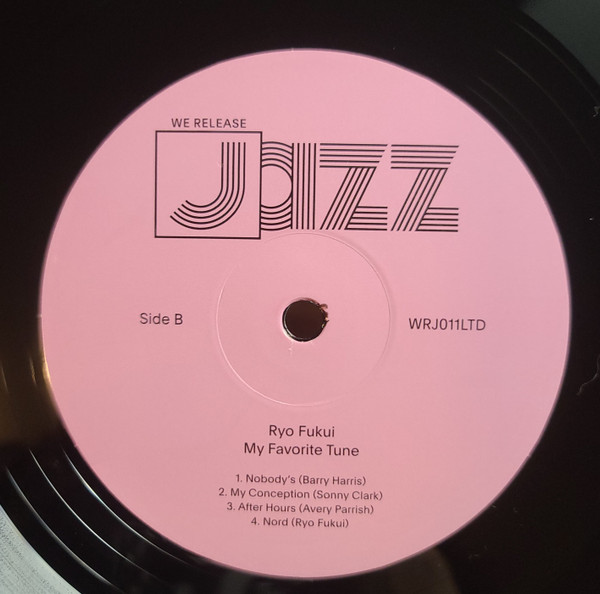 WE RELEASE
JAZZ
Side B
WRJ011LTD
Ryo Fukui
My Favorite Tune
1. Nobody's (Barry Harris)
2. My Conception (Sonny Clark)
3. After Hours (Avery Parrish)
4. Nord (Ryo Fukui)